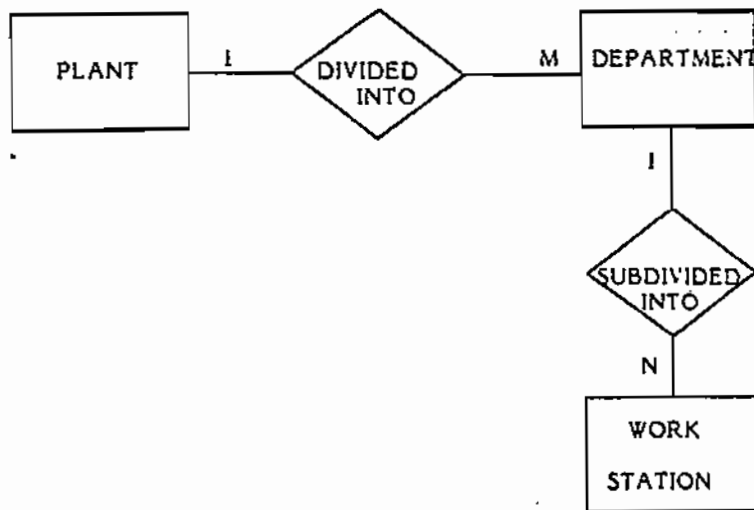 PLANT
1
DIVIDED
INTO
M
DEPARTMENT
1
SUBDIVIDED
INTO
N
WORK
STATION